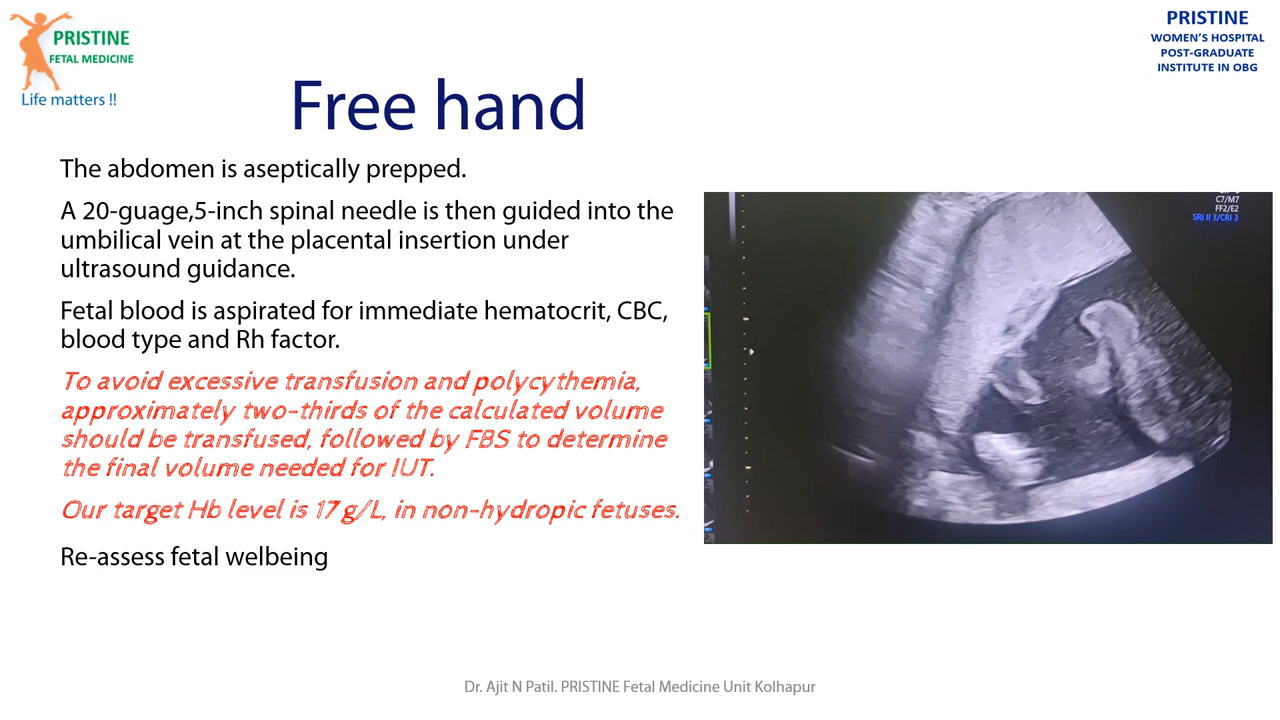 PRISTINE
FETAL MEDICINE
Life matters !!
PRISTINE
WOMEN'S HOSPITAL
POST-GRADUATE
INSTITUTE IN OBG
Free hand
The abdomen is aseptically prepped.
A 20-guage,5-inch spinal needle is then guided into the
umbilical vein at the placental insertion under
ultrasound guidance.
Fetal blood is aspirated for immediate hematocrit, CBC,
blood type and Rh factor.
To avoid excessive transfusion and polycythemia,
approximately two-thirds of the calculated volume
should be transfused, followed by FBS to determine
the final volume needed for IUT.
Our target Hb level is 17 g/L, in non-hydropic fetuses.
Re-assess fetal welbeing
C7/M7
FF2/E2
SRI II 3/CRI 3
Dr. Ajit N Patil. PRISTINE Fetal Medicine Unit Kolhapur